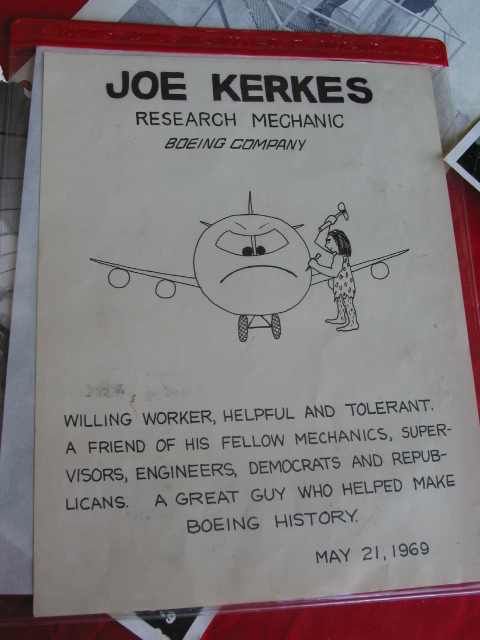 JOE KERKES
RESEARCH MECHANIC
BOEING COMPANY
WILLING WORKER, HELPFUL AND TOLERANT.
A FRIEND OF HIS FELLOW MECHANICS, SUPER-
VISORS, ENGINEERS, DEMOCRATS AND REPUB-
LICANS. A GREAT GUY WHO HELPED MAKE
BOEING HISTORY.
MAY 21, 1969